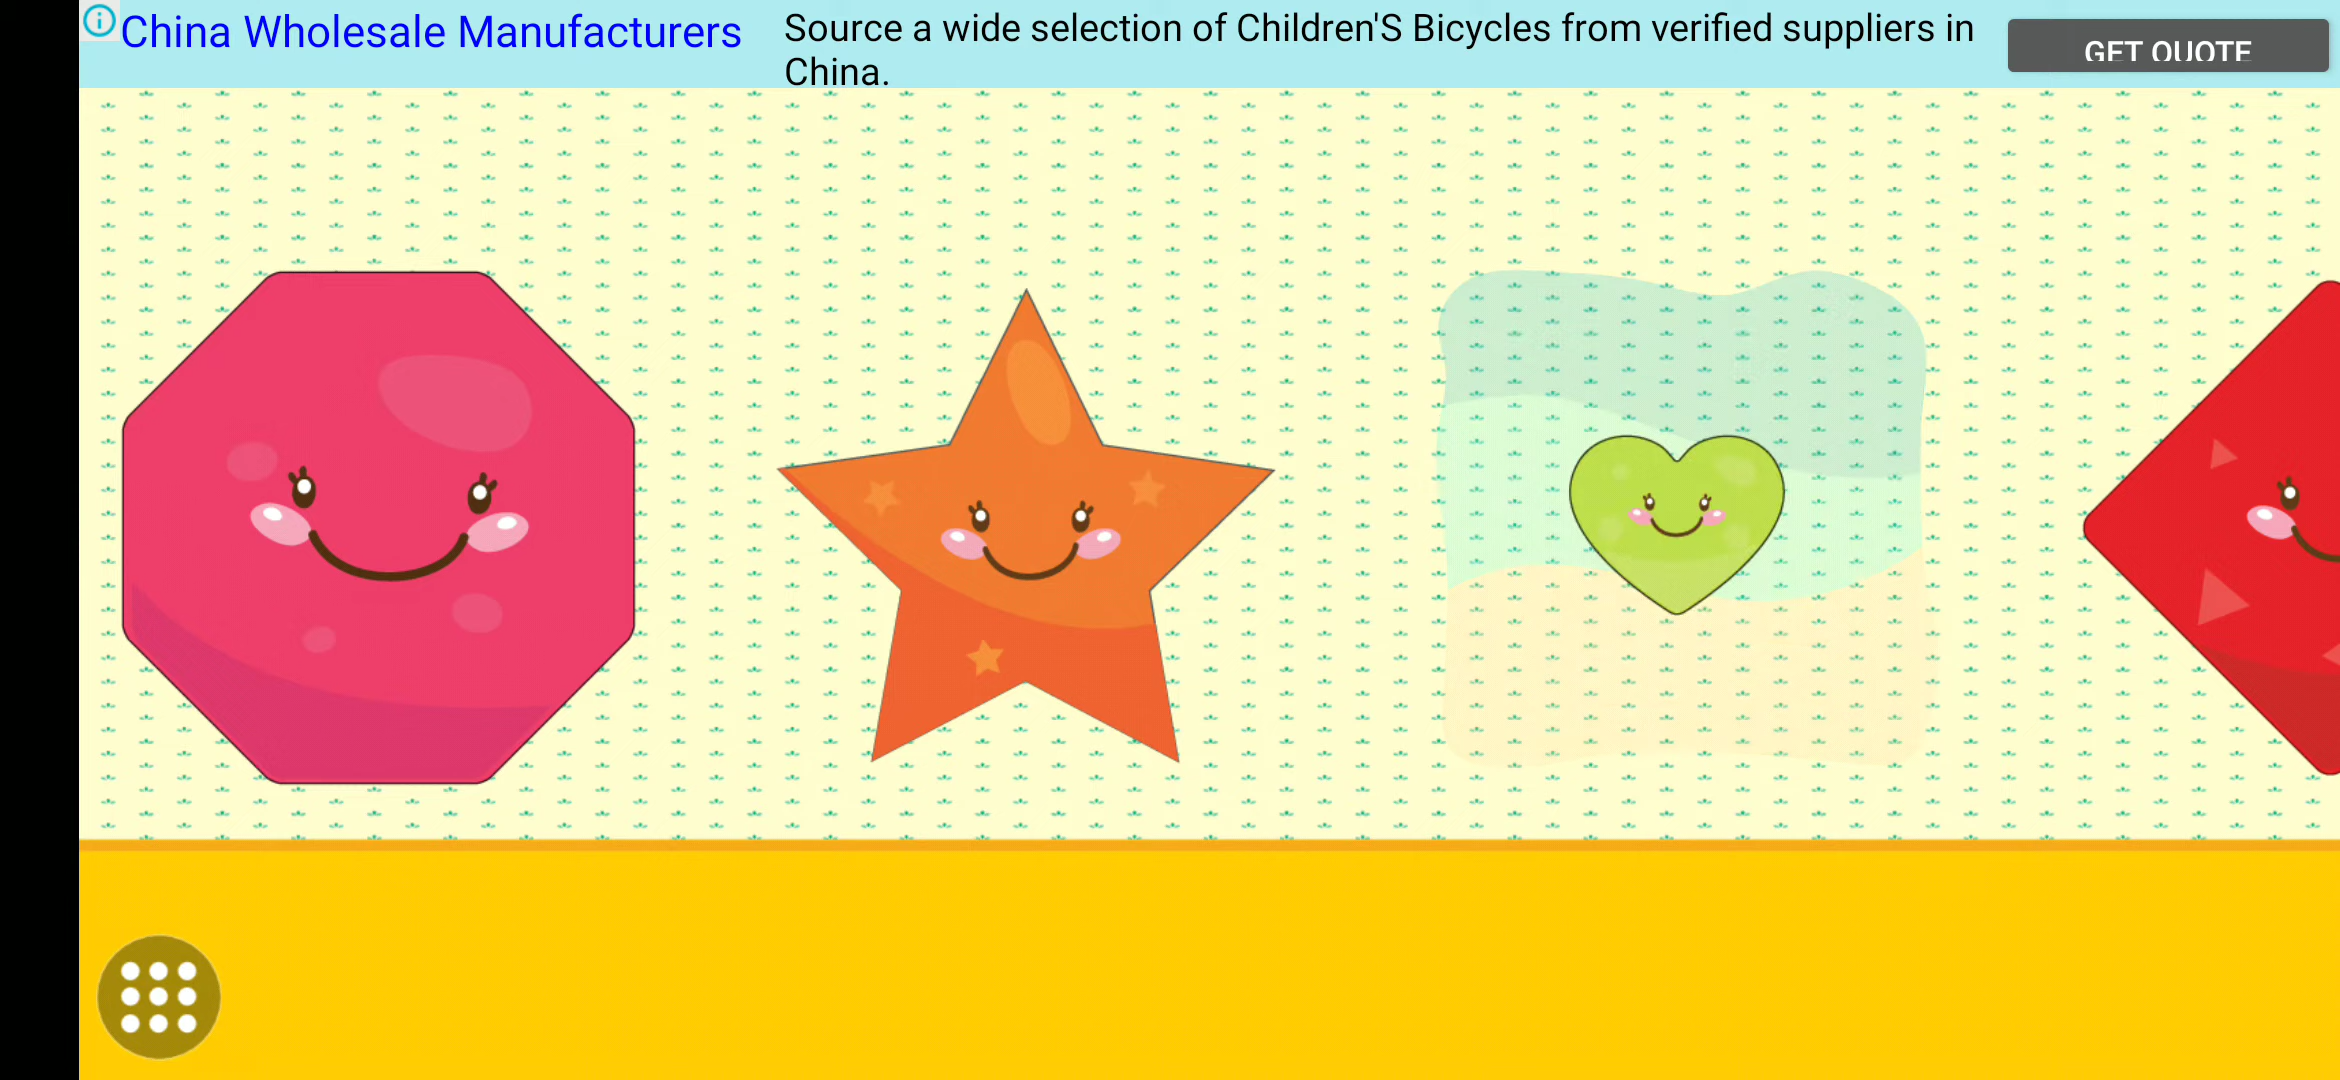 China Wholesale Manufacturers
Source a wide selection of Children'S Bicycles from verified suppliers in
China.
GET QUOTE